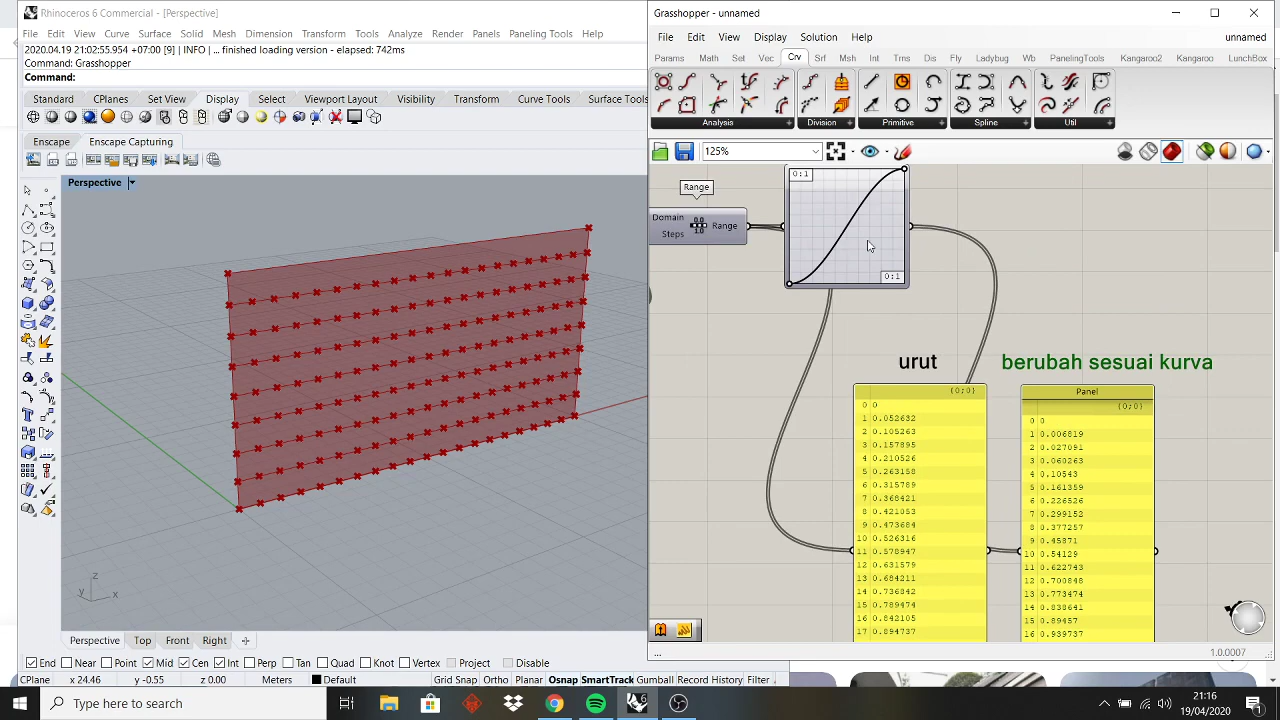 Rhinoceros 6 Commercial - [Perspective]
File Edit View Curve Surface Solid Mesh Dimension Transform Tools Analyze Render Panels Paneling Tools Help
2020.04.19 21:02:55.904 +07:00 [9] | INFO | ... finished loading version - elapsed: 742ms
Command: Grasshopper
Command:
Standard CPlanes Set View Display Select Viewport Layout Visibility Transform Curve Tools Surface Tools
Escape Escape Capturing
Perspective
z
y
x
Perspective Top Front Right
End Near Point Mid Cen Int Perp Tan Quad Knot Vertex Project Disable
CPlane x 24.46 y -0.55 z 0.00 Meters Default Grid Snap Ortho Planar Osnap SmartTrack Gumball Record History Filter
Grasshopper - unnamed
File Edit View Display Solution Help unnamed
Params Math Set Vec Crv Srf Msh Int Trns Dis Fly Ladybug Wb PanelingTools Kangaroo2 Kangaroo LunchBox
Analysis Division Primitive Spline Util
125%
Range
Domain
Steps
Range
0.0
1.0
0:1
0:1
urut
berubah sesuai kurva
{0;0}
0 0
1 0.052632
2 0.105263
3 0.157895
4 0.210526
5 0.263158
6 0.315789
7 0.368421
8 0.421053
9 0.473684
10 0.526316
11 0.578947
12 0.631579
13 0.684211
14 0.736842
15 0.789474
16 0.842105
17 0.894737
Panel
{0;0}
0 0
1 0.006819
2 0.027091
3 0.060263
4 0.10543
5 0.161359
6 0.226526
7 0.299152
8 0.377257
9 0.45871
10 0.54129
11 0.622743
12 0.700848
13 0.773474
14 0.838641
15 0.89457
16 0.939737
...
1.0.0007
Type here to search
21:16
19/04/2020